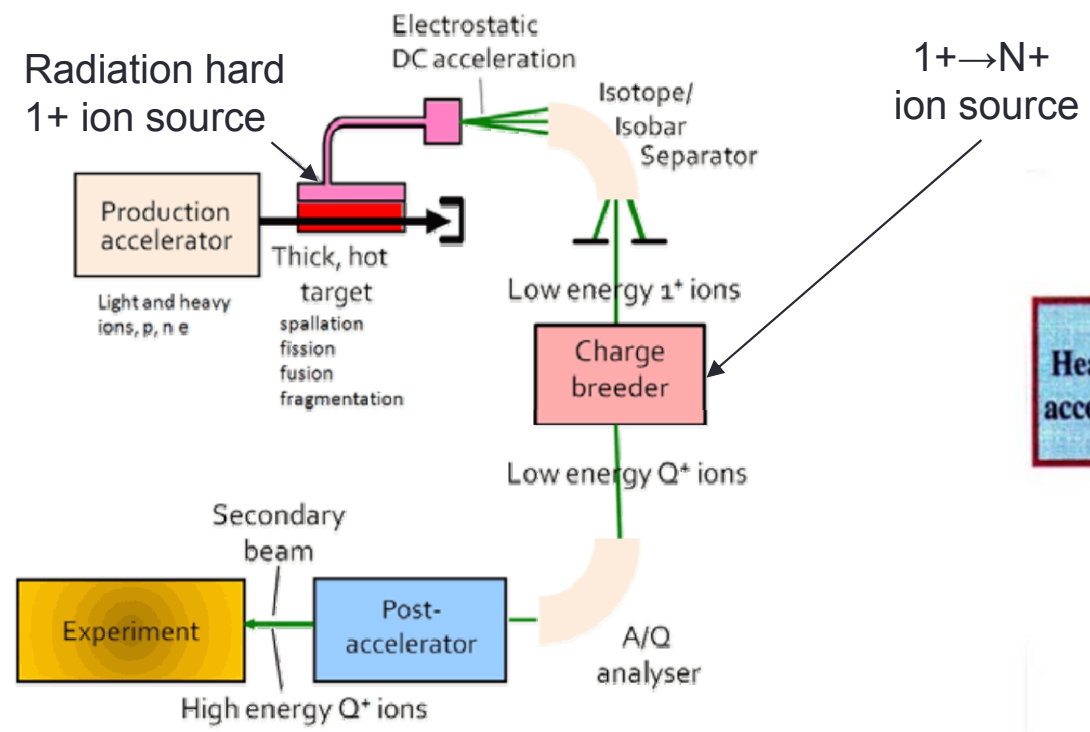 Electrostatic
DC acceleration
Radiation hard
1+ ion source
1+→N+
ion source
Isotope/
Isobar
Separator
Production
accelerator
Thick, hot
target
Light and heavy
ions, p, n e
spallation
fission
fusion
fragmentation
Low energy 1⁺ ions
Charge
breeder
Low energy Q⁺ ions
Secondary
beam
Experiment
Post-
accelerator
A/Q
analyser
High energy Q⁺ ions